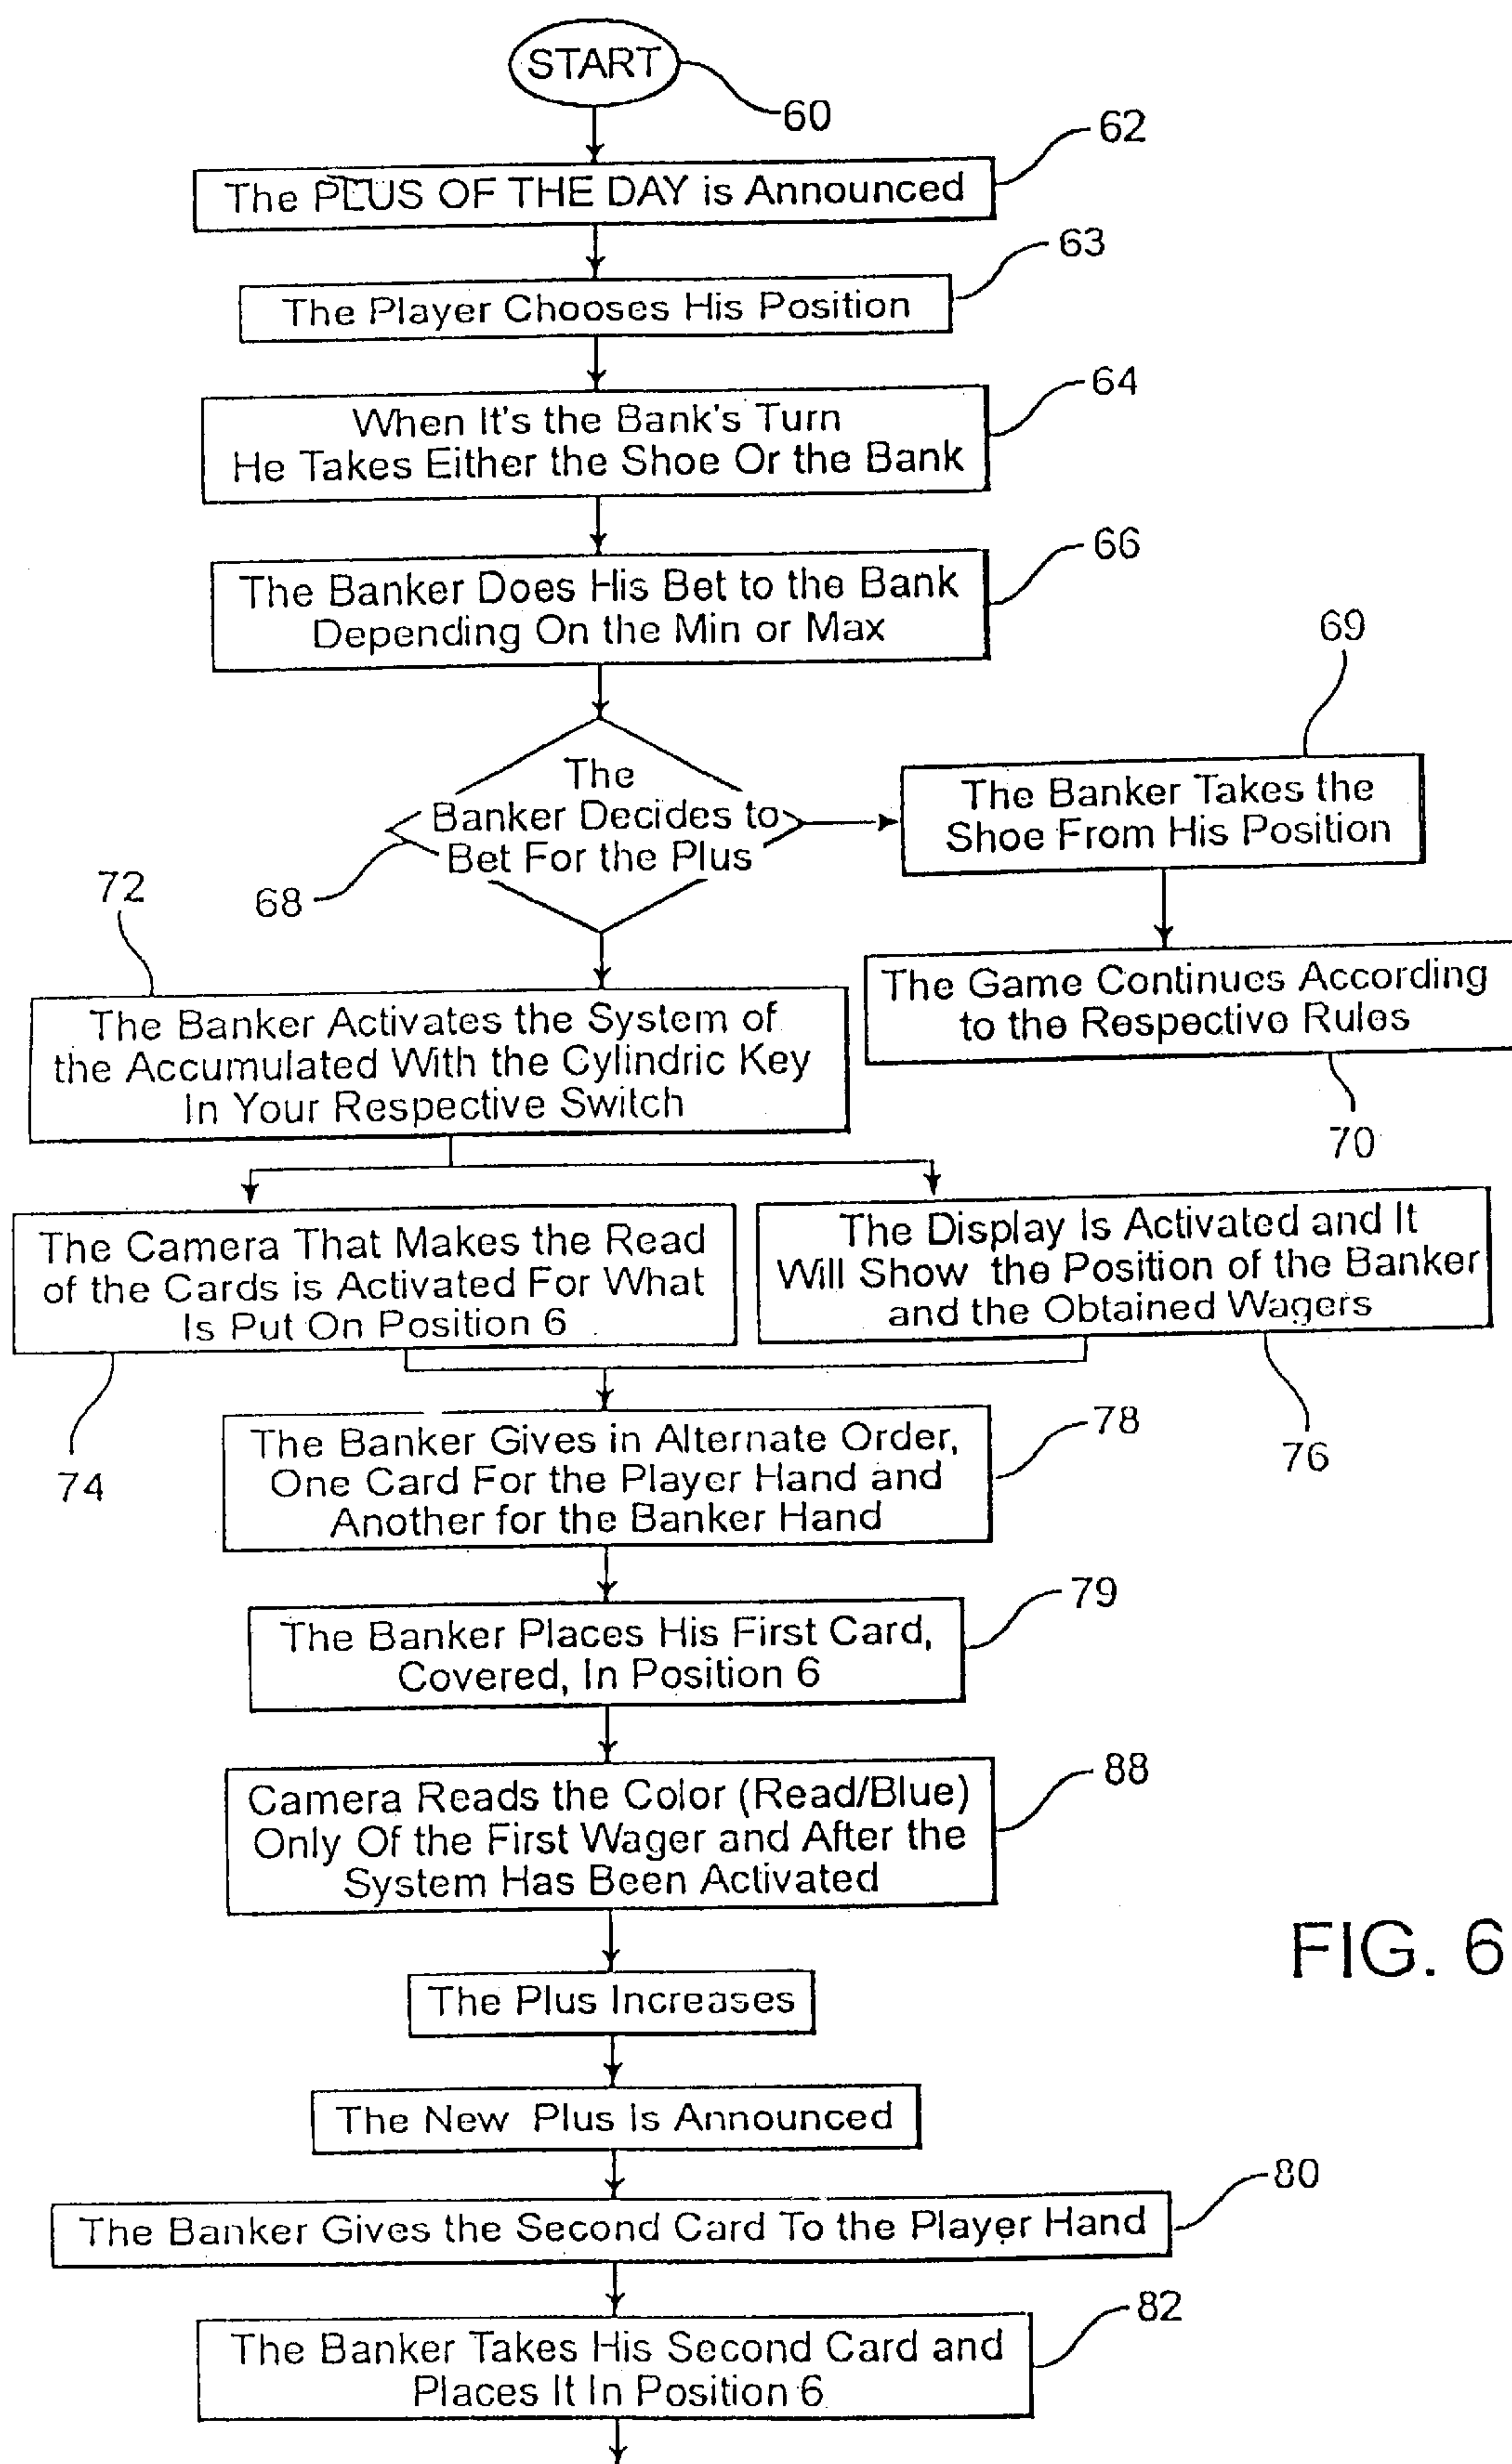 START
60
The PLUS OF THE DAY is Announced
62
The Player Chooses His Position
63
When It's the Bank's Turn
He Takes Either the Shoe Or the Bank
64
The Banker Does His Bet to the Bank
Depending On the Min or Max
66
The
Banker Decides to
Bet For the Plus
68
69
The Banker Takes the
Shoe From His Position
The Game Continues According
to the Respective Rules
70
72
The Banker Activates the System of
the Accumulated With the Cylindric Key
In Your Respective Switch
The Camera That Makes the Read
of the Cards is Activated For What
Is Put On Position 6
74
The Display Is Activated and It
Will Show the Position of the Banker
and the Obtained Wagers
76
The Banker Gives in Alternate Order,
One Card For the Player Hand and
Another for the Banker Hand
78
The Banker Places His First Card,
Covered, In Position 6
79
Camera Reads the Color (Read/Blue)
Only Of the First Wager and After the
System Has Been Activated
88
FIG. 6
The Plus Increases
The New Plus Is Announced
The Banker Gives the Second Card To the Player Hand
80
The Banker Takes His Second Card and
Places It In Position 6
82